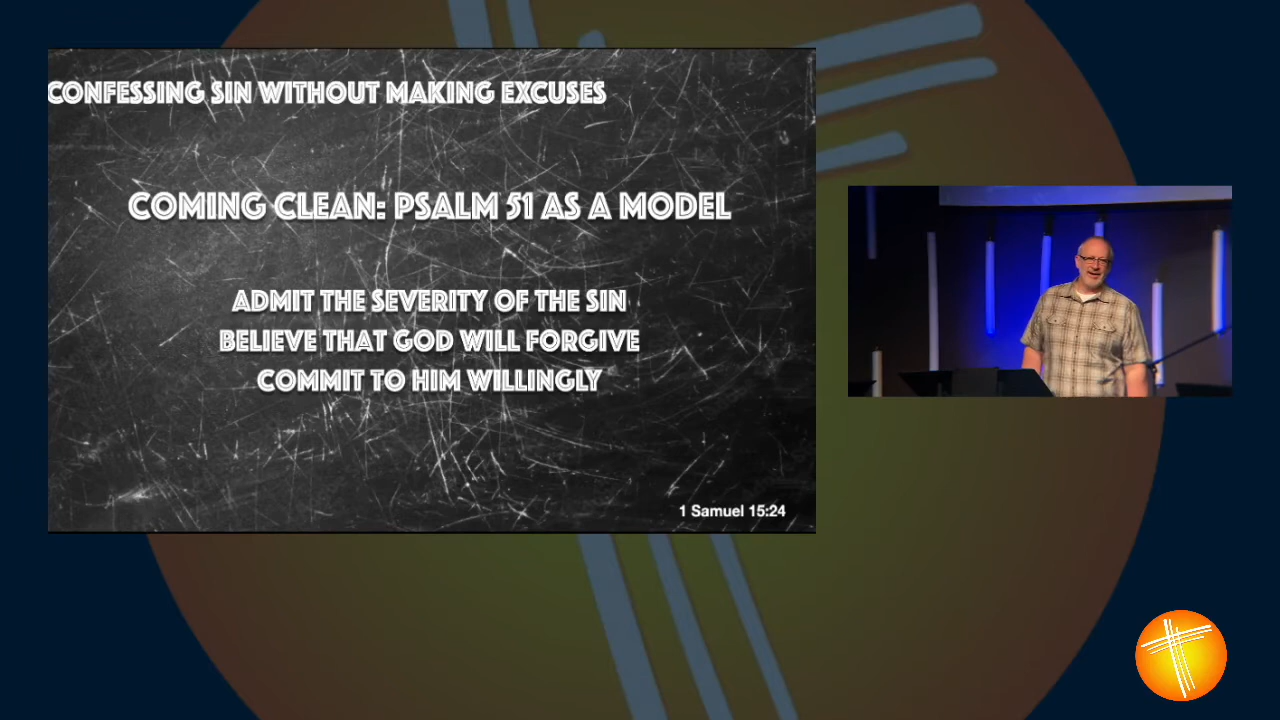 CONFESSING SIN WITHOUT MAKING EXCUSES
COMING CLEAN: PSALM 51 AS A MODEL
ADMIT THE SEVERITY OF THE SIN
BELIEVE THAT GOD WILL FORGIVE
COMMIT TO HIM WILLINGLY
1 Samuel 15:24